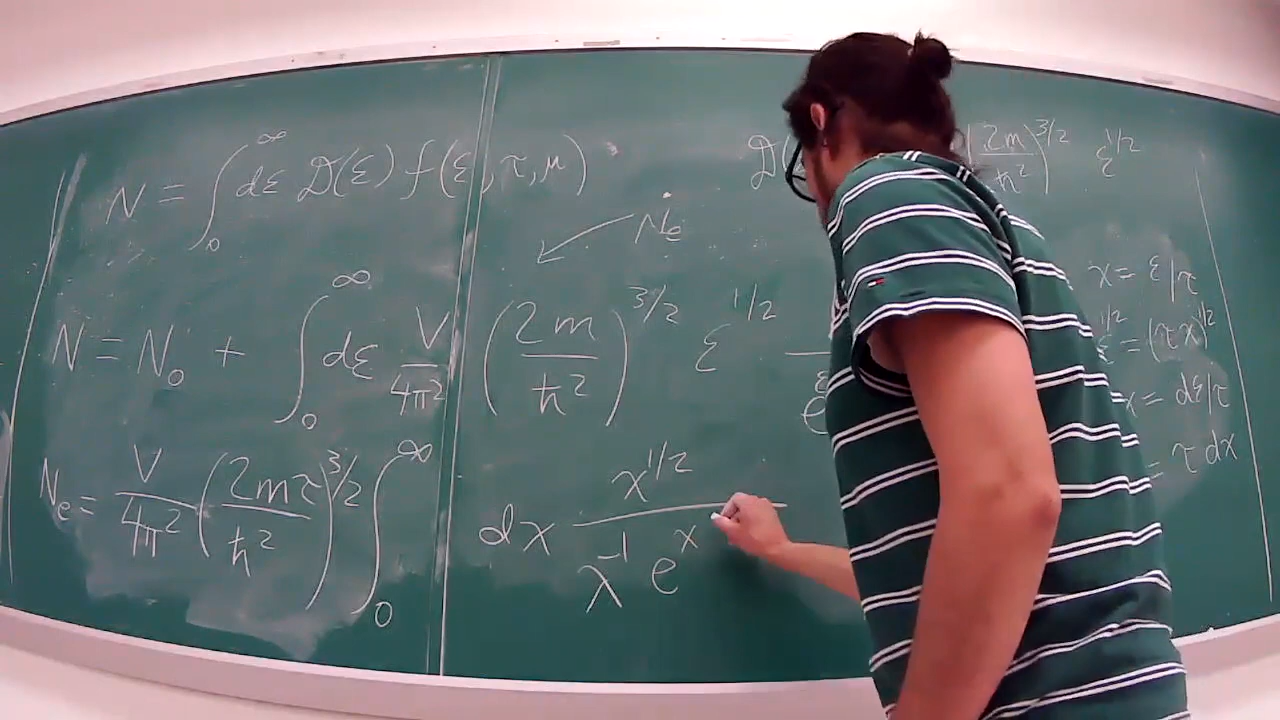 N = ∫₀^∞ dε 𝒟(ε) f(ε, τ, μ)
𝒟( (2m/ħ²)^3/2 ε^1/2
Nₑ
x = ε/τ
N = N₀ + ∫₀^∞ dε V/4π² (2m/ħ²)^3/2 ε^1/2
^1/2 = (τx)^1/2
x = dε/τ
Nₑ = V/4π² (2mτ/ħ²)^3/2 ∫₀^∞ dx x^1/2 / λ^-1 e^x
= τ dx